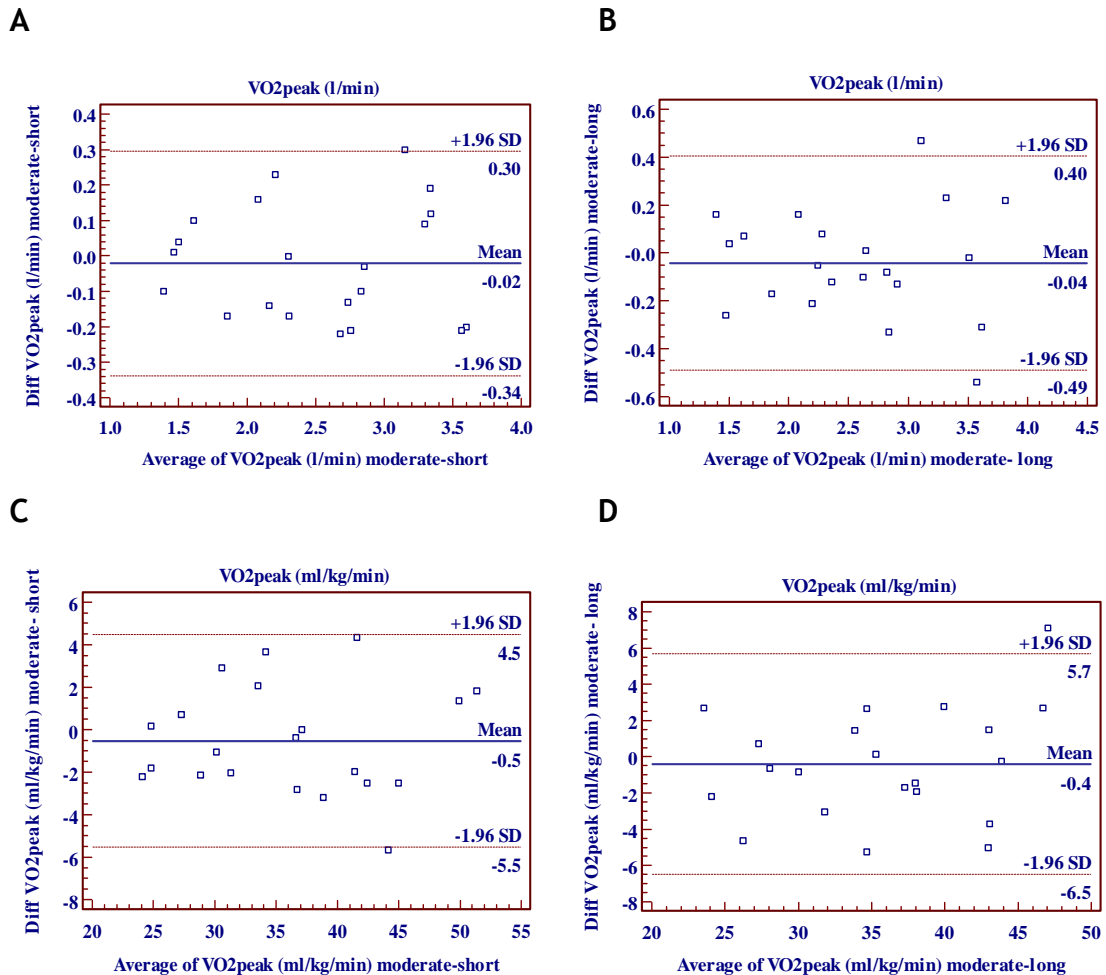 A
VO2peak (l/min)
Diff VO2peak (l/min) moderate-short
0.4
0.3
0.2
0.1
0.0
-0.1
-0.2
-0.3
-0.4
+1.96 SD
0.30
Mean
-0.02
-1.96 SD
-0.34
1.0 1.5 2.0 2.5 3.0 3.5 4.0
Average of VO2peak (l/min) moderate-short
B
VO2peak (l/min)
Diff VO2peak (l/min) moderate-long
0.6
0.4
0.2
-0.0
-0.2
-0.4
-0.6
+1.96 SD
0.40
Mean
-0.04
-1.96 SD
-0.49
1.0 1.5 2.0 2.5 3.0 3.5 4.0 4.5
Average of VO2peak (l/min) moderate- long
C
VO2peak (ml/kg/min)
Diff VO2peak (ml/kg/min) moderate- short
6
4
2
0
-2
-4
-6
-8
+1.96 SD
4.5
Mean
-0.5
-1.96 SD
-5.5
20 25 30 35 40 45 50 55
Average of VO2peak (ml/kg/min) moderate-short
D
VO2peak (ml/kg/min)
Diff VO2peak (ml/kg/min) moderate- long
8
6
4
2
0
-2
-4
-6
-8
+1.96 SD
5.7
Mean
-0.4
-1.96 SD
-6.5
20 25 30 35 40 45 50
Average of VO2peak (ml/kg/min) moderate-long